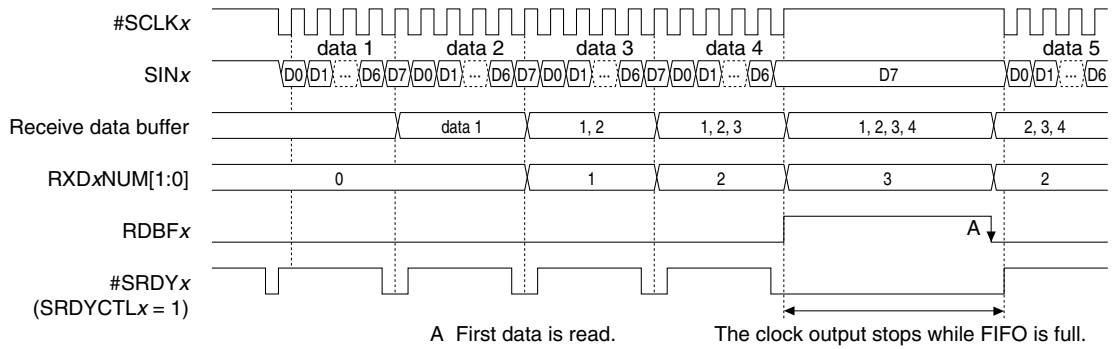 #SCLKx
data 1 data 2 data 3 data 4 data 5
SINx D0 D1 ... D6 D7 D0 D1 ... D6 D7 D0 D1 ... D6 D7 D0 D1 ... D6 D7 D0 D1 ... D6
Receive data buffer data 1 1, 2 1, 2, 3 1, 2, 3, 4 2, 3, 4
RXDxNUM[1:0] 0 1 2 3 2
RDBFx A
#SRDYx
(SRDYCTLx = 1)
A First data is read. The clock output stops while FIFO is full.